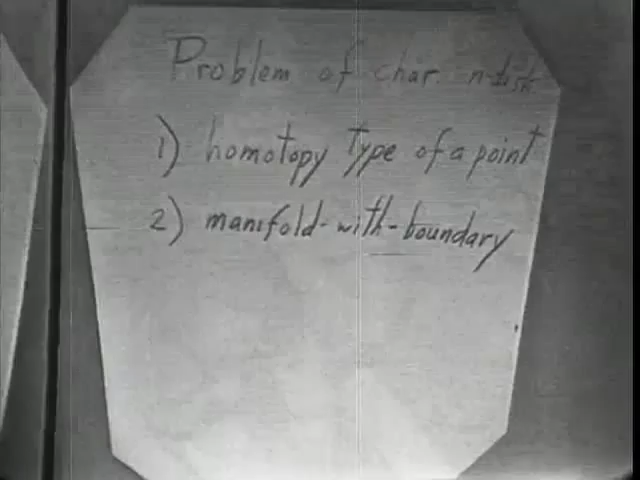 Problem of char. n-disk
1) homotopy type of a point
2) manifold-with-boundary